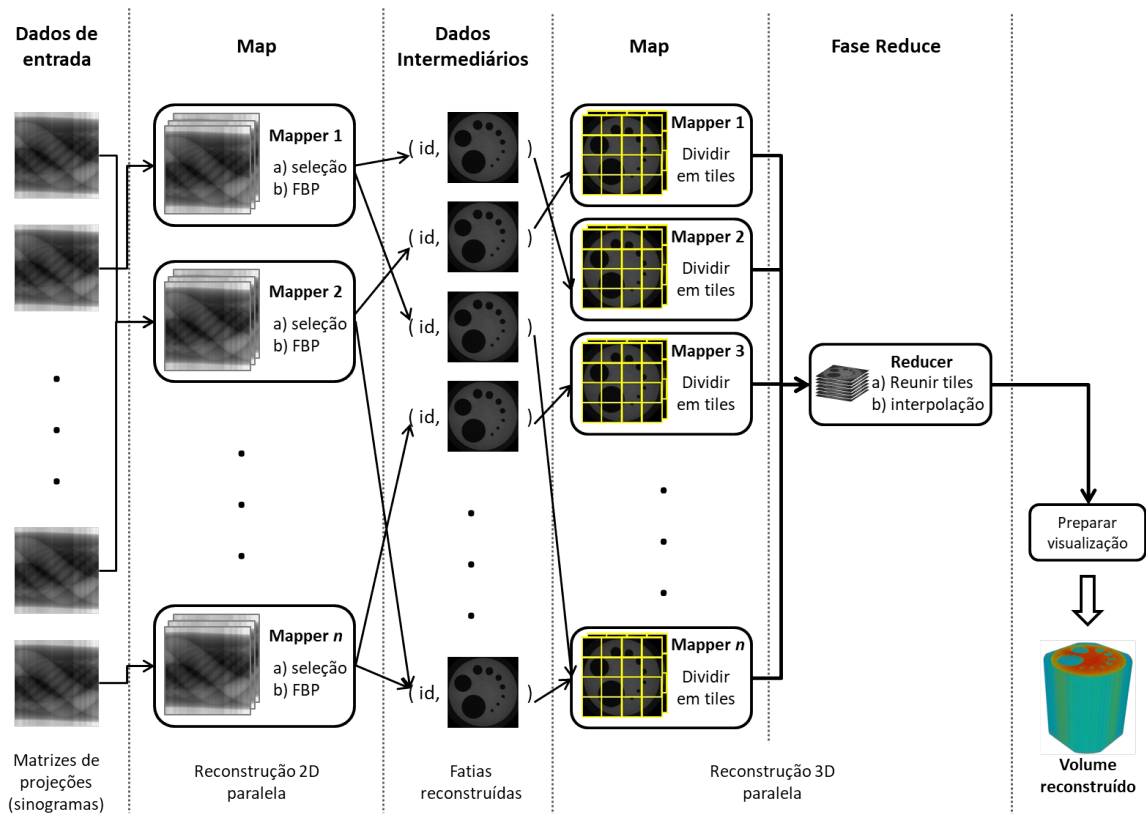 Dados de
entrada
Map
Dados
Intermediários
Map
Fase Reduce
Mapper 1
a) seleção
b) FBP
Mapper 2
a) seleção
b) FBP
Mapper n
a) seleção
b) FBP
( id, )
( id, )
( id, )
( id, )
( id, )
Mapper 1
Dividir
em tiles
Mapper 2
Dividir
em tiles
Mapper 3
Dividir
em tiles
Mapper n
Dividir
em tiles
Reducer
a) Reunir tiles
b) interpolação
Preparar
visualização
Volume
reconstruído
Matrizes de
projeções
(sinogramas)
Reconstrução 2D
paralela
Fatias
reconstruídas
Reconstrução 3D
paralela